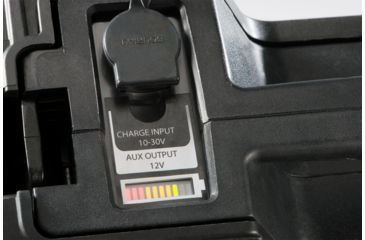 CHARGE INPUT
10-30V
AUX OUTPUT
12V